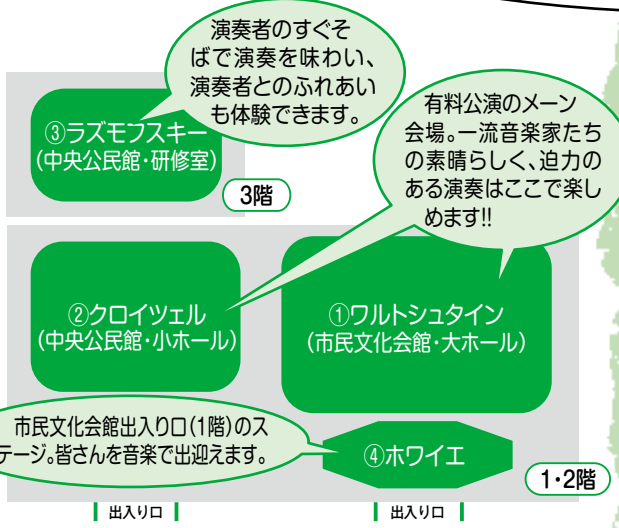 演奏者のすぐそ
ばで演奏を味わい、
演奏者とのふれあい
も体験できます。
③ラズモフスキー
(中央公民館・研修室)
3階
有料公演のメーン
会場。一流音楽家たち
の素晴らしく、迫力の
ある演奏はここで楽し
めます!!
②クロイツェル
(中央公民館・小ホール)
①ワルトシュタイン
(市民文化会館・大ホール)
市民文化会館出入り口(1階)のス
テージ。皆さんを音楽で出迎えます。
④ホワイエ
1・2階
出入り口
出入り口